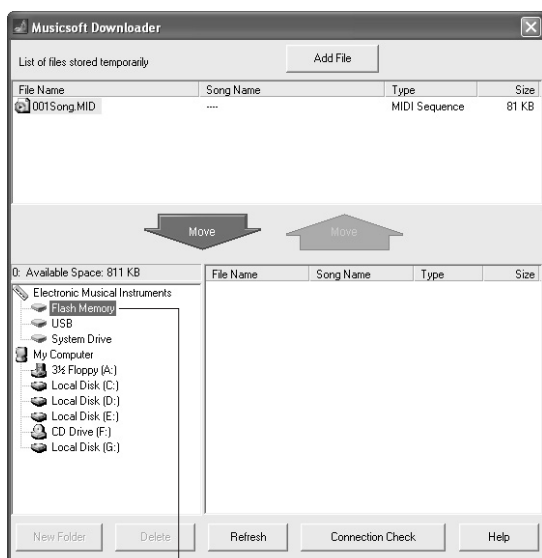 Musicsoft Downloader
List of files stored temporarily
Add File
File Name Song Name Type Size
001Song.MID ---- MIDI Sequence 81 KB
Move Move
0: Available Space: 811 KB
File Name Song Name Type Size
Electronic Musical Instruments
Flash Memory
USB
System Drive
My Computer
3½ Floppy (A:)
Local Disk (C:)
Local Disk (D:)
Local Disk (E:)
CD Drive (F:)
Local Disk (G:)
New Folder Delete Refresh Connection Check Help